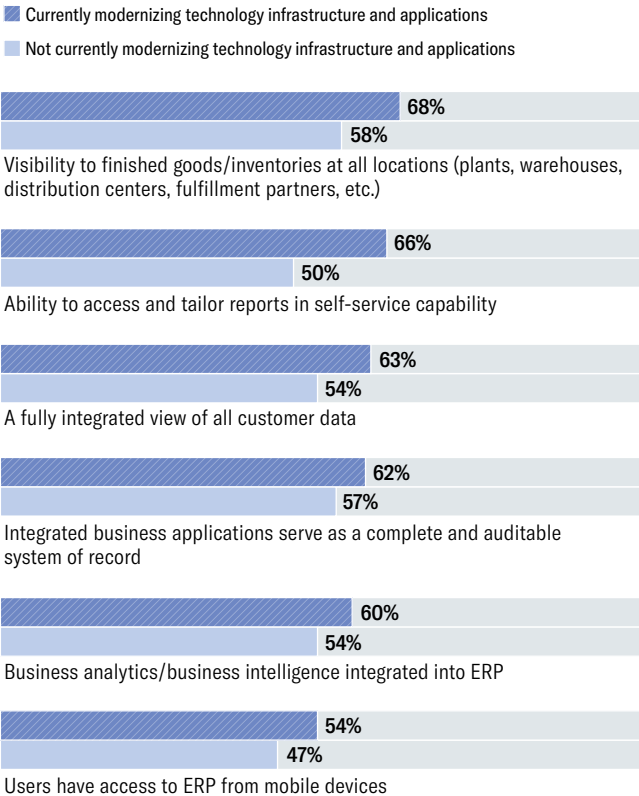 Currently modernizing technology infrastructure and applications
Not currently modernizing technology infrastructure and applications
68%
58%
Visibility to finished goods/inventories at all locations (plants, warehouses,
distribution centers, fulfillment partners, etc.)
66%
50%
Ability to access and tailor reports in self-service capability
63%
54%
A fully integrated view of all customer data
62%
57%
Integrated business applications serve as a complete and auditable
system of record
60%
54%
Business analytics/business intelligence integrated into ERP
54%
47%
Users have access to ERP from mobile devices